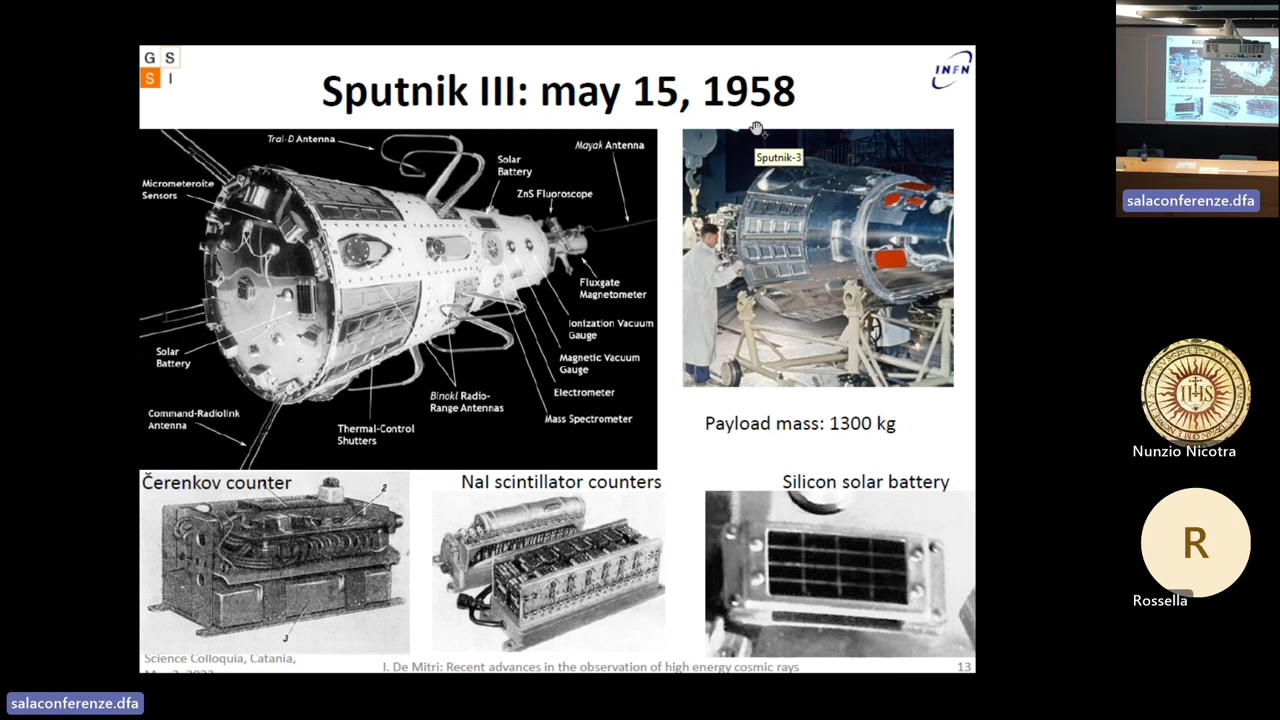 G S
S I
Sputnik III: may 15, 1958
INFN
Tral-D Antenna
Mayak Antenna
Solar
Battery
Micrometeroite
Sensors
ZnS Fluoroscope
Fluxgate
Magnetometer
Ionization Vacuum
Gauge
Magnetic Vacuum
Gauge
Electrometer
Mass Spectrometer
Solar
Battery
Binokl Radio-
Range Antennas
Command-Radiolink
Antenna
Thermal-Control
Shutters
Sputnik-3
Payload mass: 1300 kg
Čerenkov counter
NaI scintillator counters
Silicon solar battery
2
3
Science Colloquia, Catania,
I. De Mitri: Recent advances in the observation of high energy cosmic rays
13
salaconferenze.dfa
IHS
Nunzio Nicotra
R
Rossella
salaconferenze.dfa